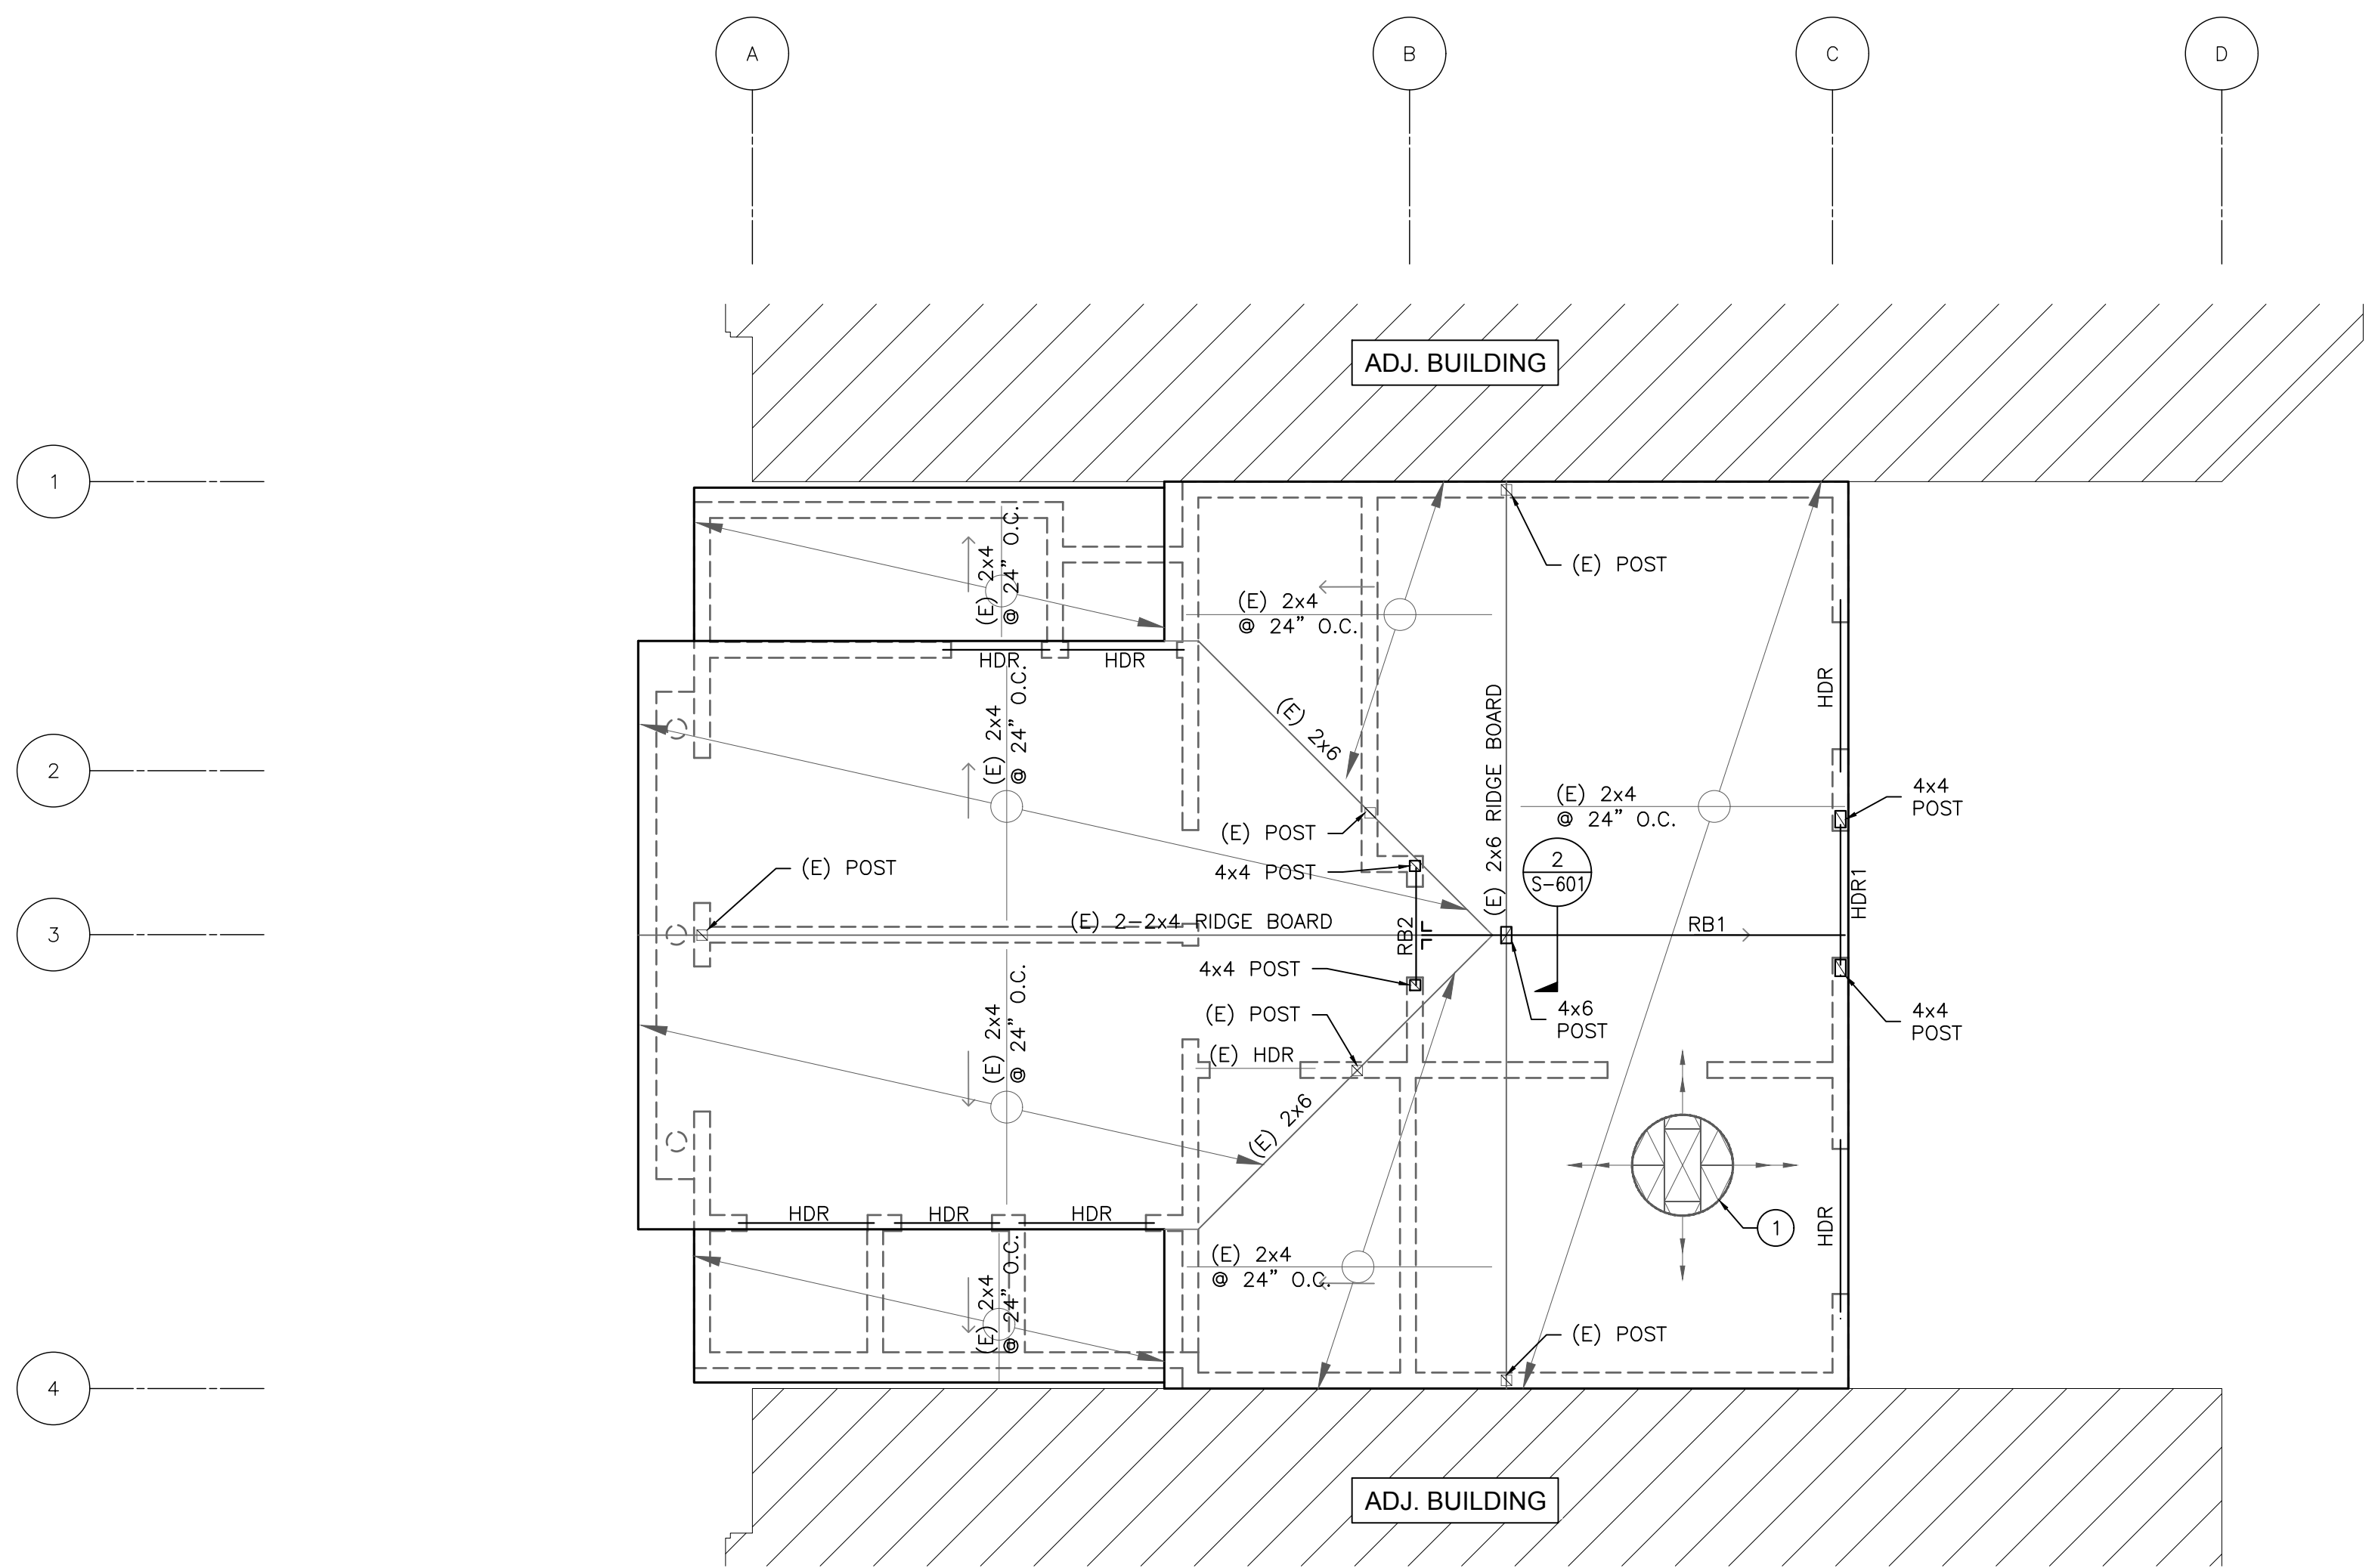 A
B
C
D
ADJ. BUILDING
1
(E) 2x4
@ 24" O.C.
(E) POST
(E) 2x4
@ 24" O.C.
HDR
HDR
(E) 2x4
@ 24" O.C.
(E) 2x6
(E) 2x6 RIDGE BOARD
HDR
2
(E) 2x4
@ 24" O.C.
4x4
POST
(E) POST
4x4 POST
2
S-601
(E) POST
HDR1
3
(E) 2-2x4 RIDGE BOARD
RB2
RB1
4x4 POST
(E) POST
4x6
POST
4x4
POST
(E) 2x4
@ 24" O.C.
(E) HDR
(E) 2x6
HDR
HDR
HDR
1
HDR
(E) 2x4
@ 24" O.C.
(E) 2x4
@ 24" O.C.
(E) POST
4
ADJ. BUILDING